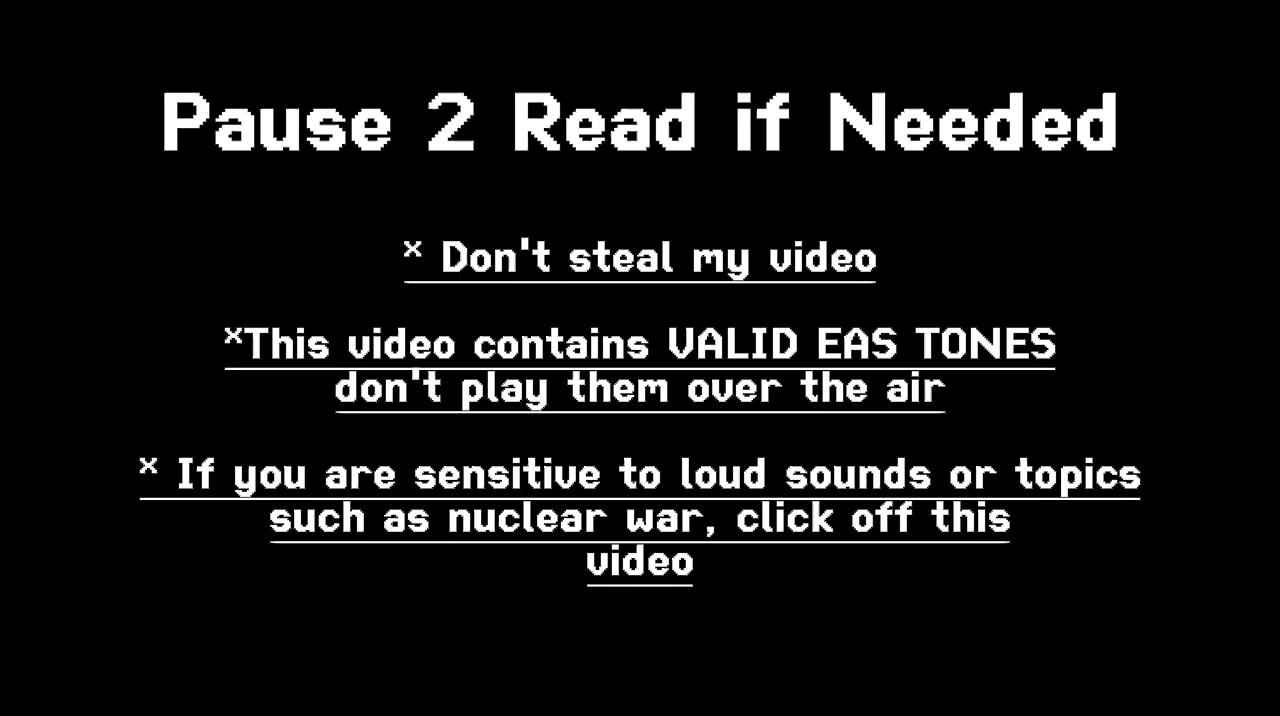 Pause 2 Read if Needed
* Don't steal my video
*This video contains VALID EAS TONES
don't play them over the air
* If you are sensitive to loud sounds or topics
such as nuclear war, click off this
video